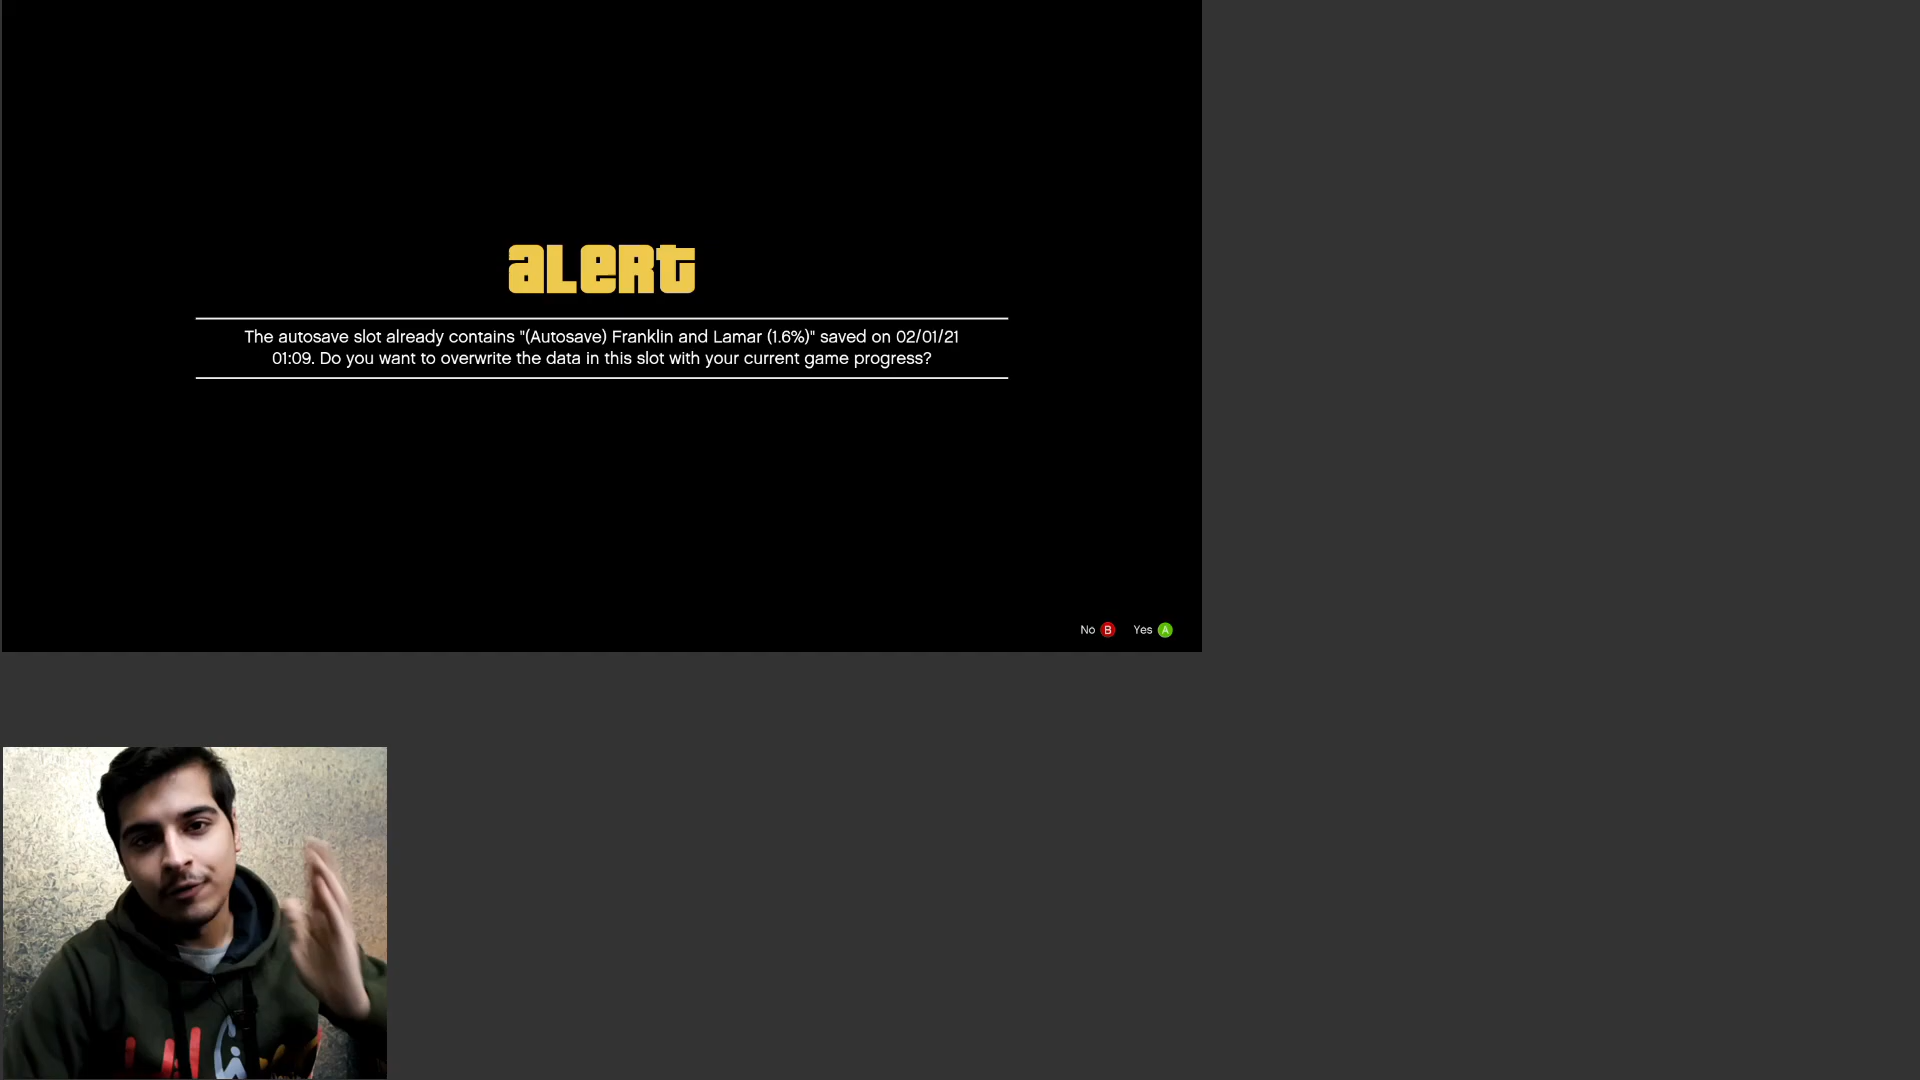 alert
The autosave slot already contains "(Autosave) Franklin and Lamar (1.6%)" saved on 02/01/21
01:09. Do you want to overwrite the data in this slot with your current game progress?
No B Yes A